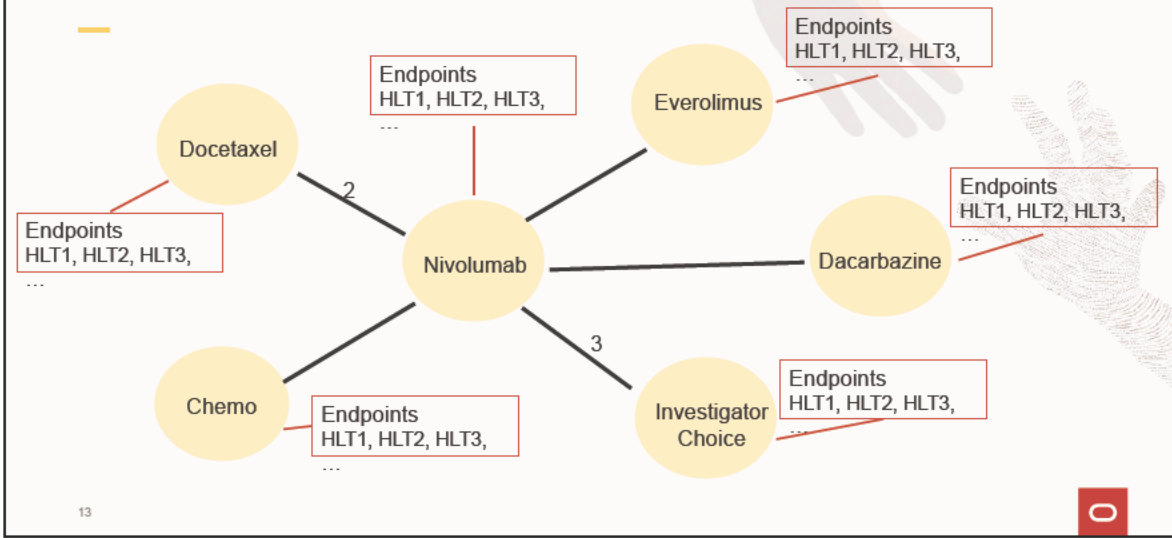 Endpoints
HLT1, HLT2, HLT3,
...
Endpoints
HLT1, HLT2, HLT3,
...
Everolimus
Docetaxel
2
Endpoints
HLT1, HLT2, HLT3,
...
Endpoints
HLT1, HLT2, HLT3,
...
Nivolumab
Dacarbazine
3
Chemo
Endpoints
HLT1, HLT2, HLT3,
...
Investigator
Choice
Endpoints
HLT1, HLT2, HLT3,
...
13